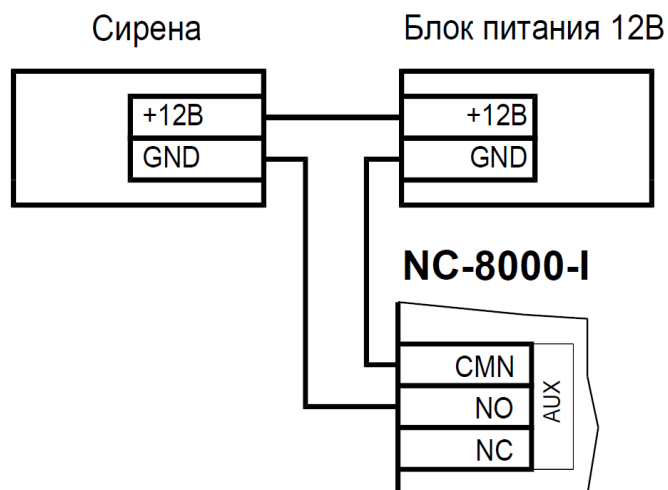 Сирена
Блок питания 12В
+12В
GND
+12В
GND
NC-8000-I
CMN
NO
NC
AUX